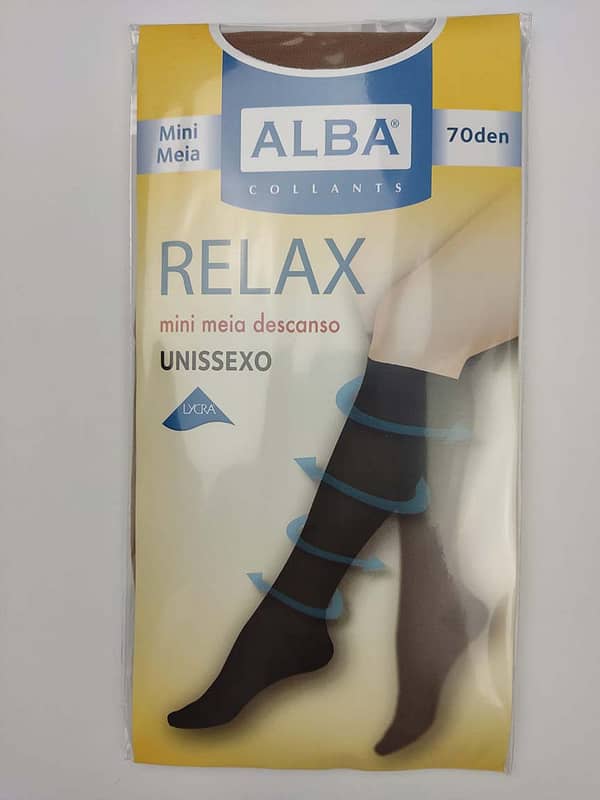 Mini
Meia
ALBA®
COLLANTS
70den
RELAX
mini meia descanso
UNISSEXO
LYCRA